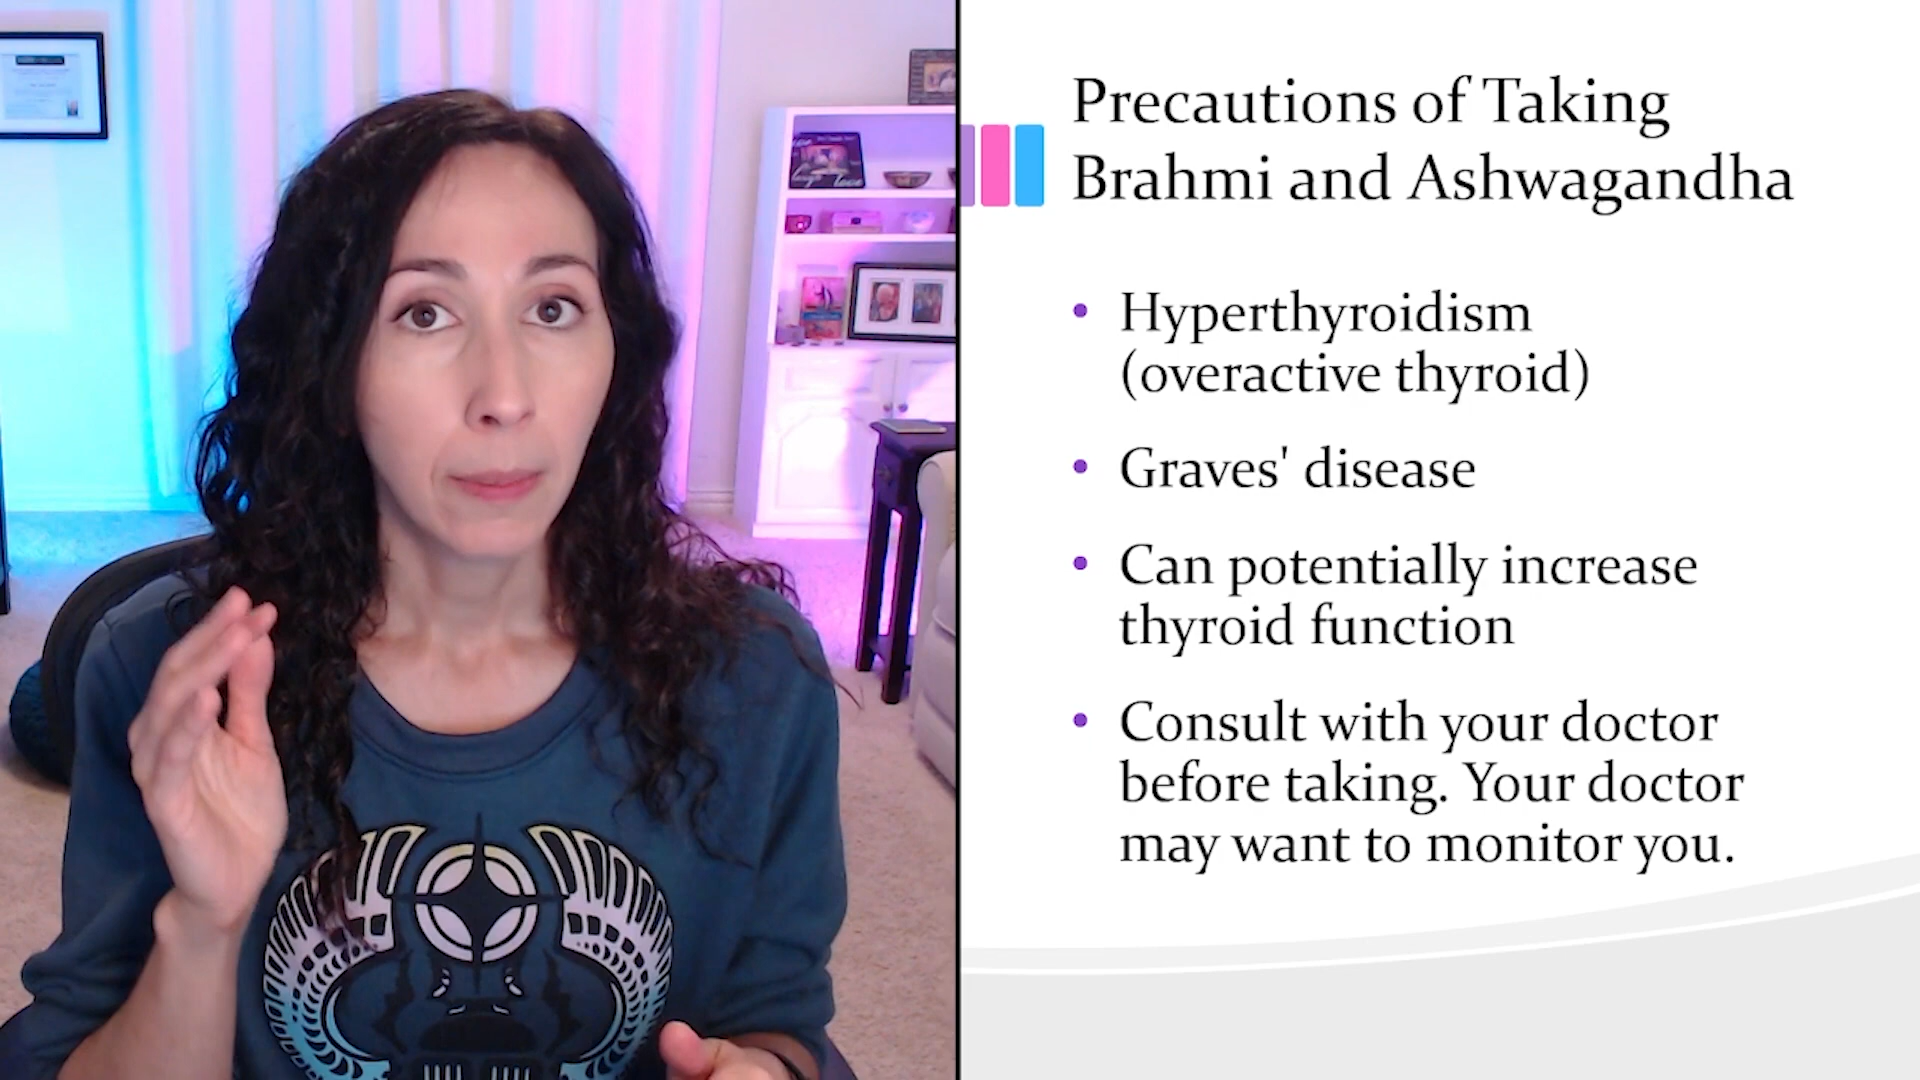 Precautions of Taking
Brahmi and Ashwagandha
• Hyperthyroidism
(overactive thyroid)
• Graves' disease
• Can potentially increase
thyroid function
• Consult with your doctor
before taking. Your doctor
may want to monitor you.
love